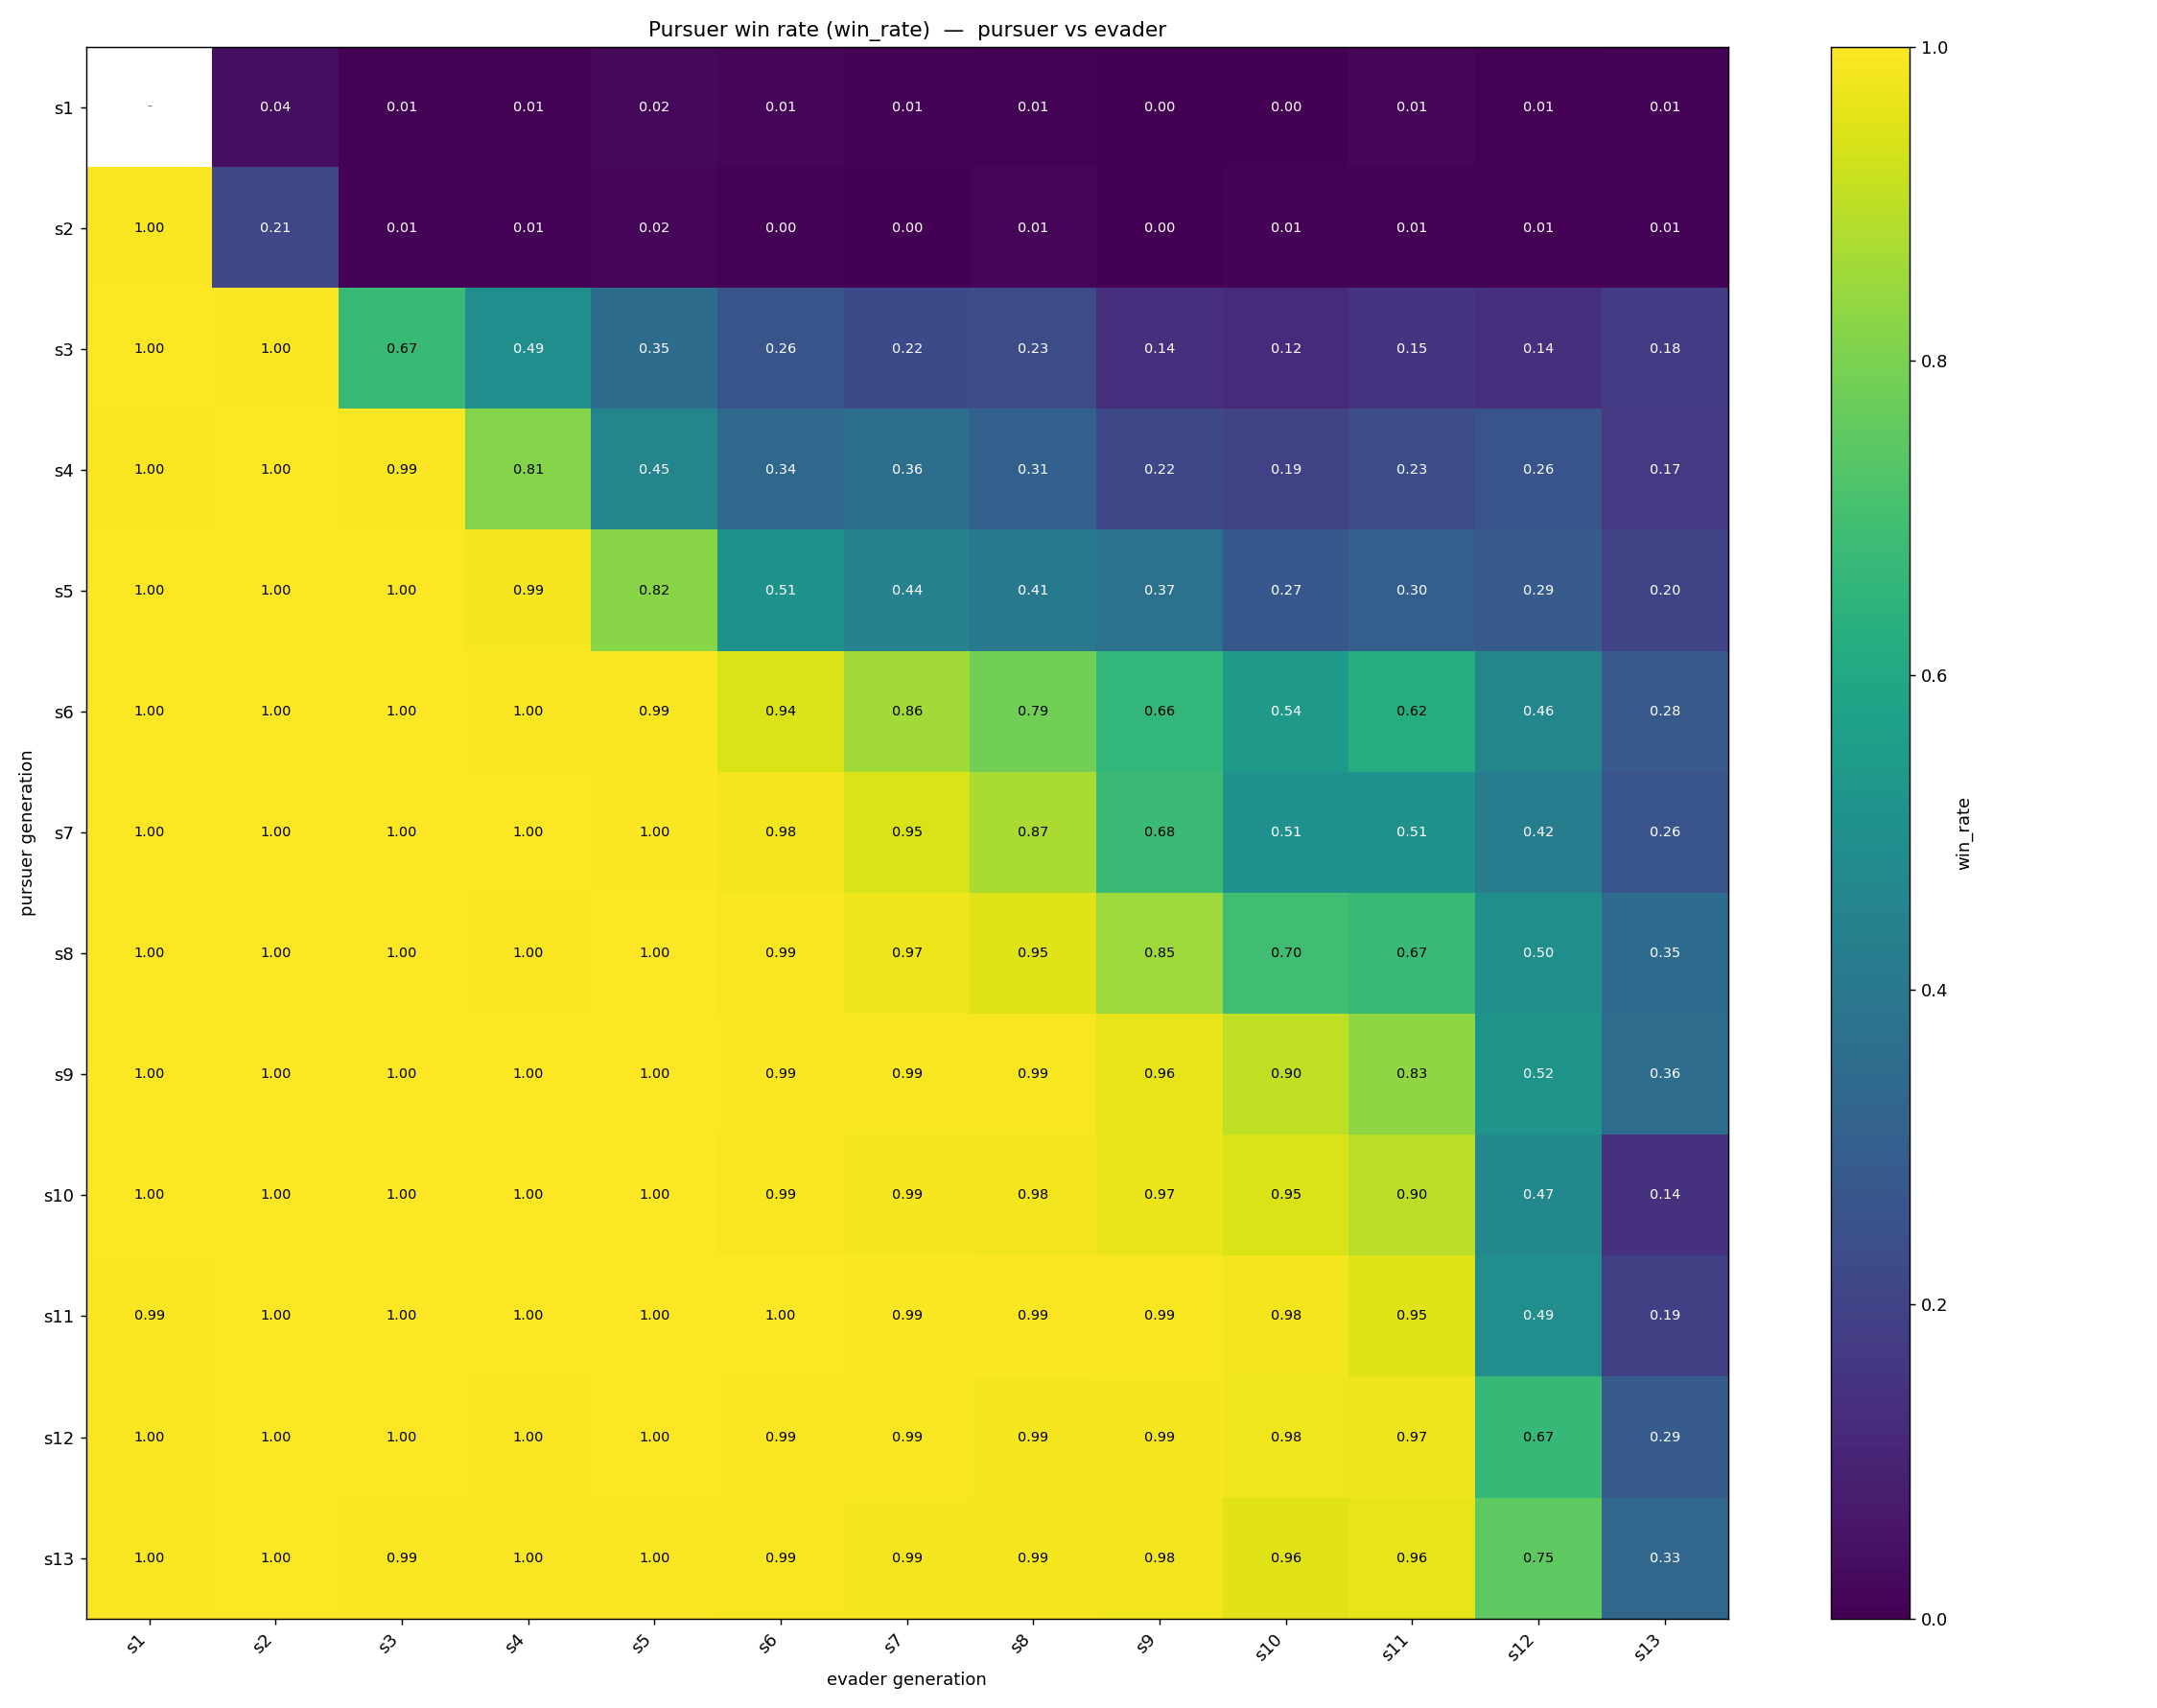 Pursuer win rate (win_rate) — pursuer vs evader
s1 - 0.04 0.01 0.01 0.02 0.01 0.01 0.01 0.00 0.00 0.01 0.01 0.01
s2 1.00 0.21 0.01 0.01 0.02 0.00 0.00 0.01 0.00 0.01 0.01 0.01 0.01
s3 1.00 1.00 0.67 0.49 0.35 0.26 0.22 0.23 0.14 0.12 0.15 0.14 0.18
s4 1.00 1.00 0.99 0.81 0.45 0.34 0.36 0.31 0.22 0.19 0.23 0.26 0.17
s5 1.00 1.00 1.00 0.99 0.82 0.51 0.44 0.41 0.37 0.27 0.30 0.29 0.20
s6 1.00 1.00 1.00 1.00 0.99 0.94 0.86 0.79 0.66 0.54 0.62 0.46 0.28
s7 1.00 1.00 1.00 1.00 1.00 0.98 0.95 0.87 0.68 0.51 0.51 0.42 0.26
s8 1.00 1.00 1.00 1.00 1.00 0.99 0.97 0.95 0.85 0.70 0.67 0.50 0.35
s9 1.00 1.00 1.00 1.00 1.00 0.99 0.99 0.99 0.96 0.90 0.83 0.52 0.36
s10 1.00 1.00 1.00 1.00 1.00 0.99 0.99 0.98 0.97 0.95 0.90 0.47 0.14
s11 0.99 1.00 1.00 1.00 1.00 1.00 0.99 0.99 0.99 0.98 0.95 0.49 0.19
s12 1.00 1.00 1.00 1.00 1.00 0.99 0.99 0.99 0.99 0.98 0.97 0.67 0.29
s13 1.00 1.00 0.99 1.00 1.00 0.99 0.99 0.99 0.98 0.96 0.96 0.75 0.33
s1 s2 s3 s4 s5 s6 s7 s8 s9 s10 s11 s12 s13
evader generation
pursuer generation
1.0
0.8
0.6
0.4
0.2
0.0
win_rate